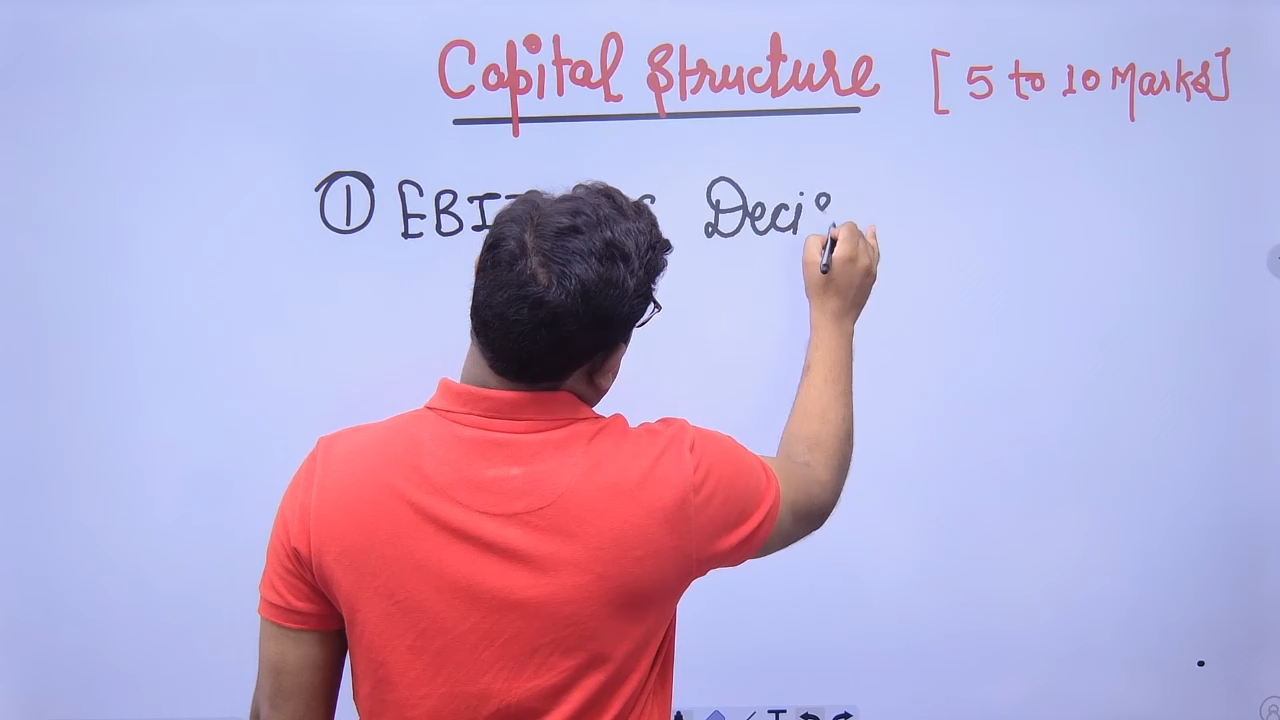 Capital Structure [5 to 10 Marks]
① EBIT Deci